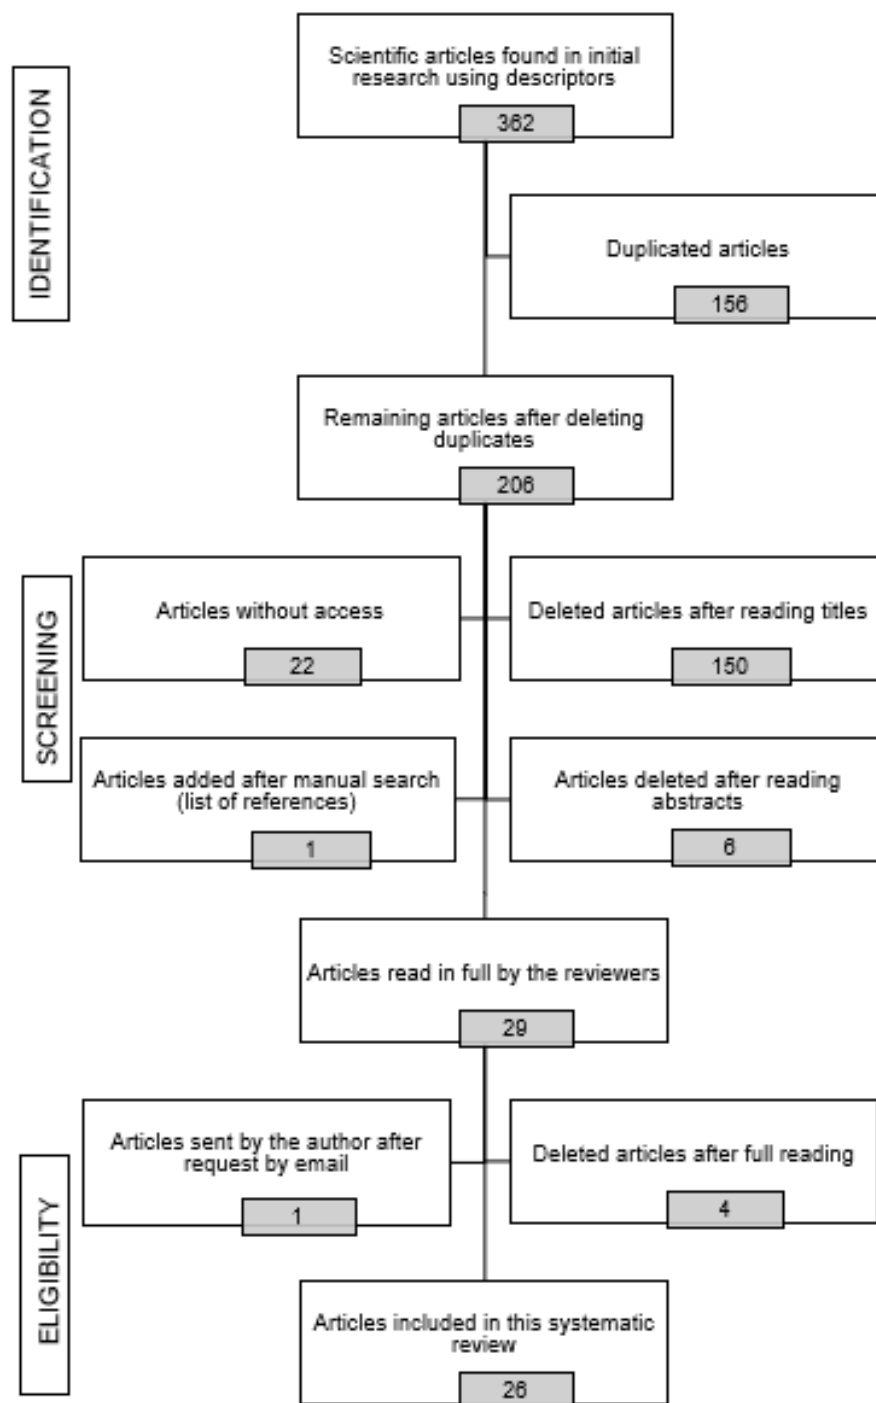 IDENTIFICATION
Scientific articles found in initial
research using descriptors
362
Duplicated articles
156
Remaining articles after deleting
duplicates
206
SCREENING
Articles without access
22
Deleted articles after reading titles
150
Articles added after manual search
(list of references)
1
Articles deleted after reading
abstracts
6
Articles read in full by the reviewers
29
ELIGIBILITY
Articles sent by the author after
request by email
1
Deleted articles after full reading
4
Articles included in this systematic
review
26